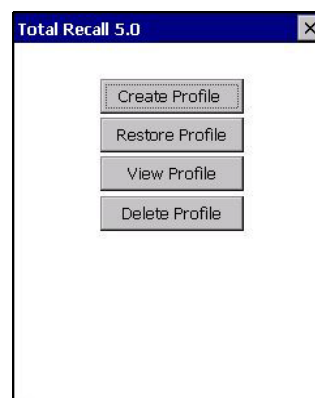 Total Recall 5.0
Create Profile
Restore Profile
View Profile
Delete Profile